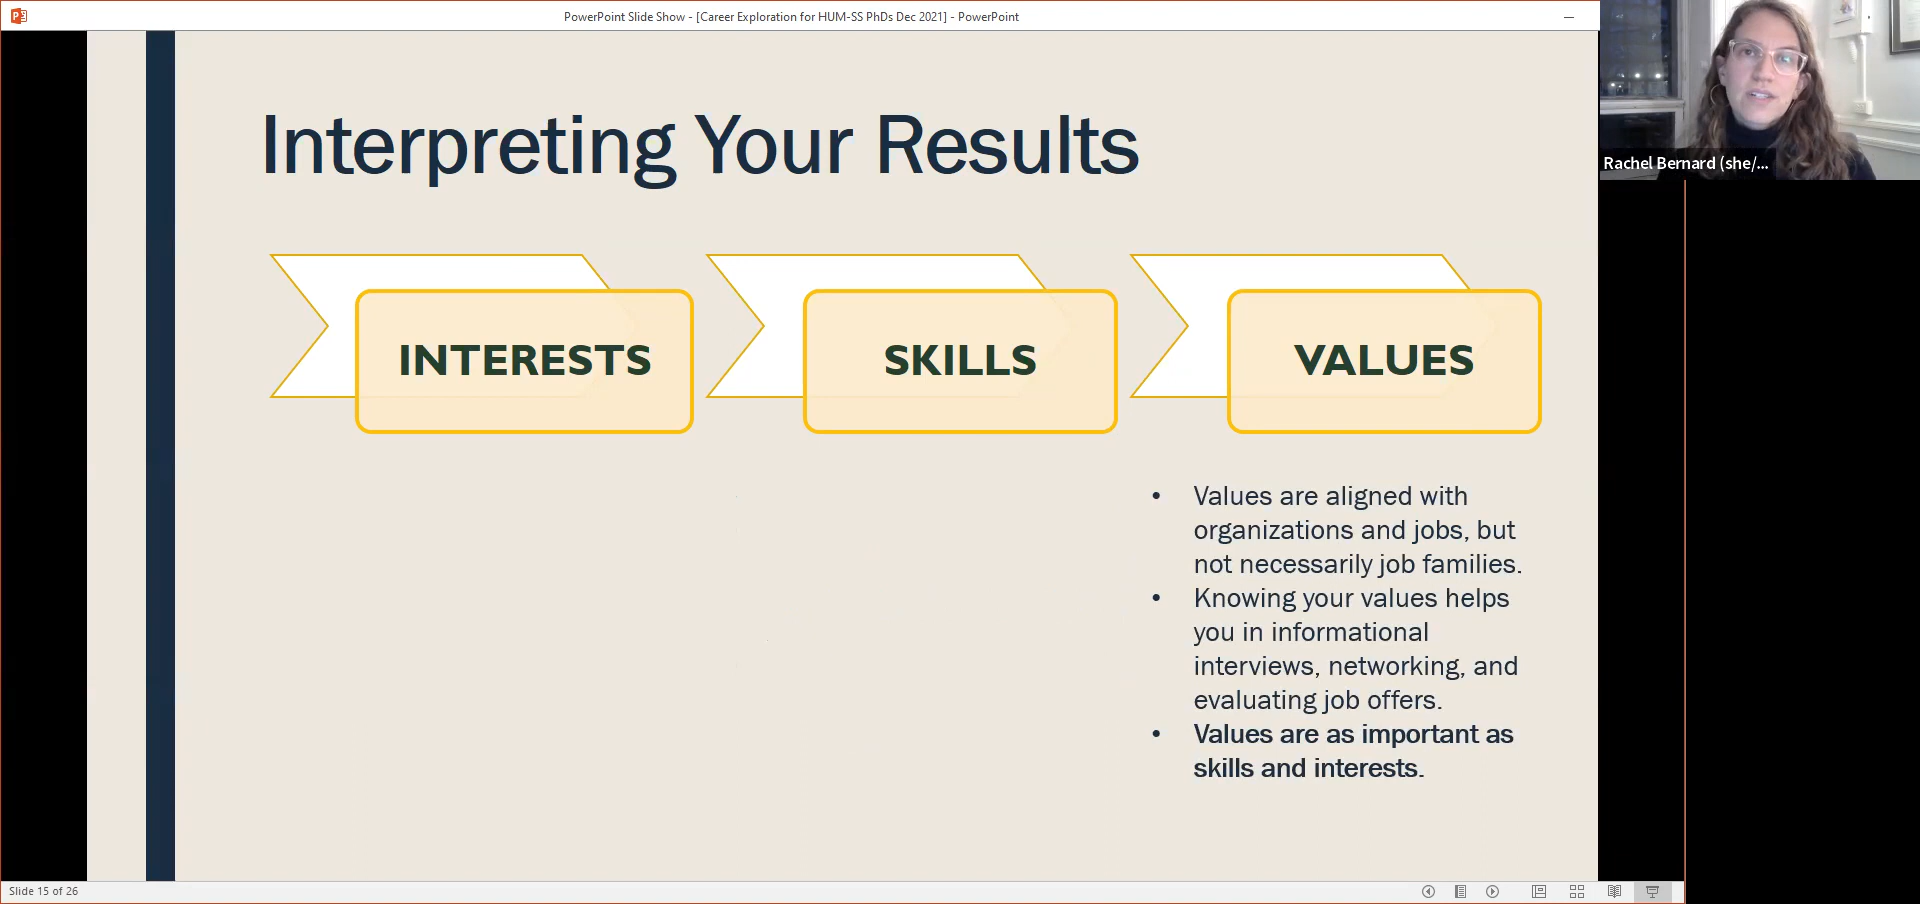 PowerPoint Slide Show - [Career Exploration for HUM-SS PhDs Dec 2021] - PowerPoint
Rachel Bernard (she/...
Interpreting Your Results
INTERESTS
SKILLS
VALUES
• Values are aligned with
organizations and jobs, but
not necessarily job families.
• Knowing your values helps
you in informational
interviews, networking, and
evaluating job offers.
• Values are as important as
skills and interests.
Slide 15 of 26